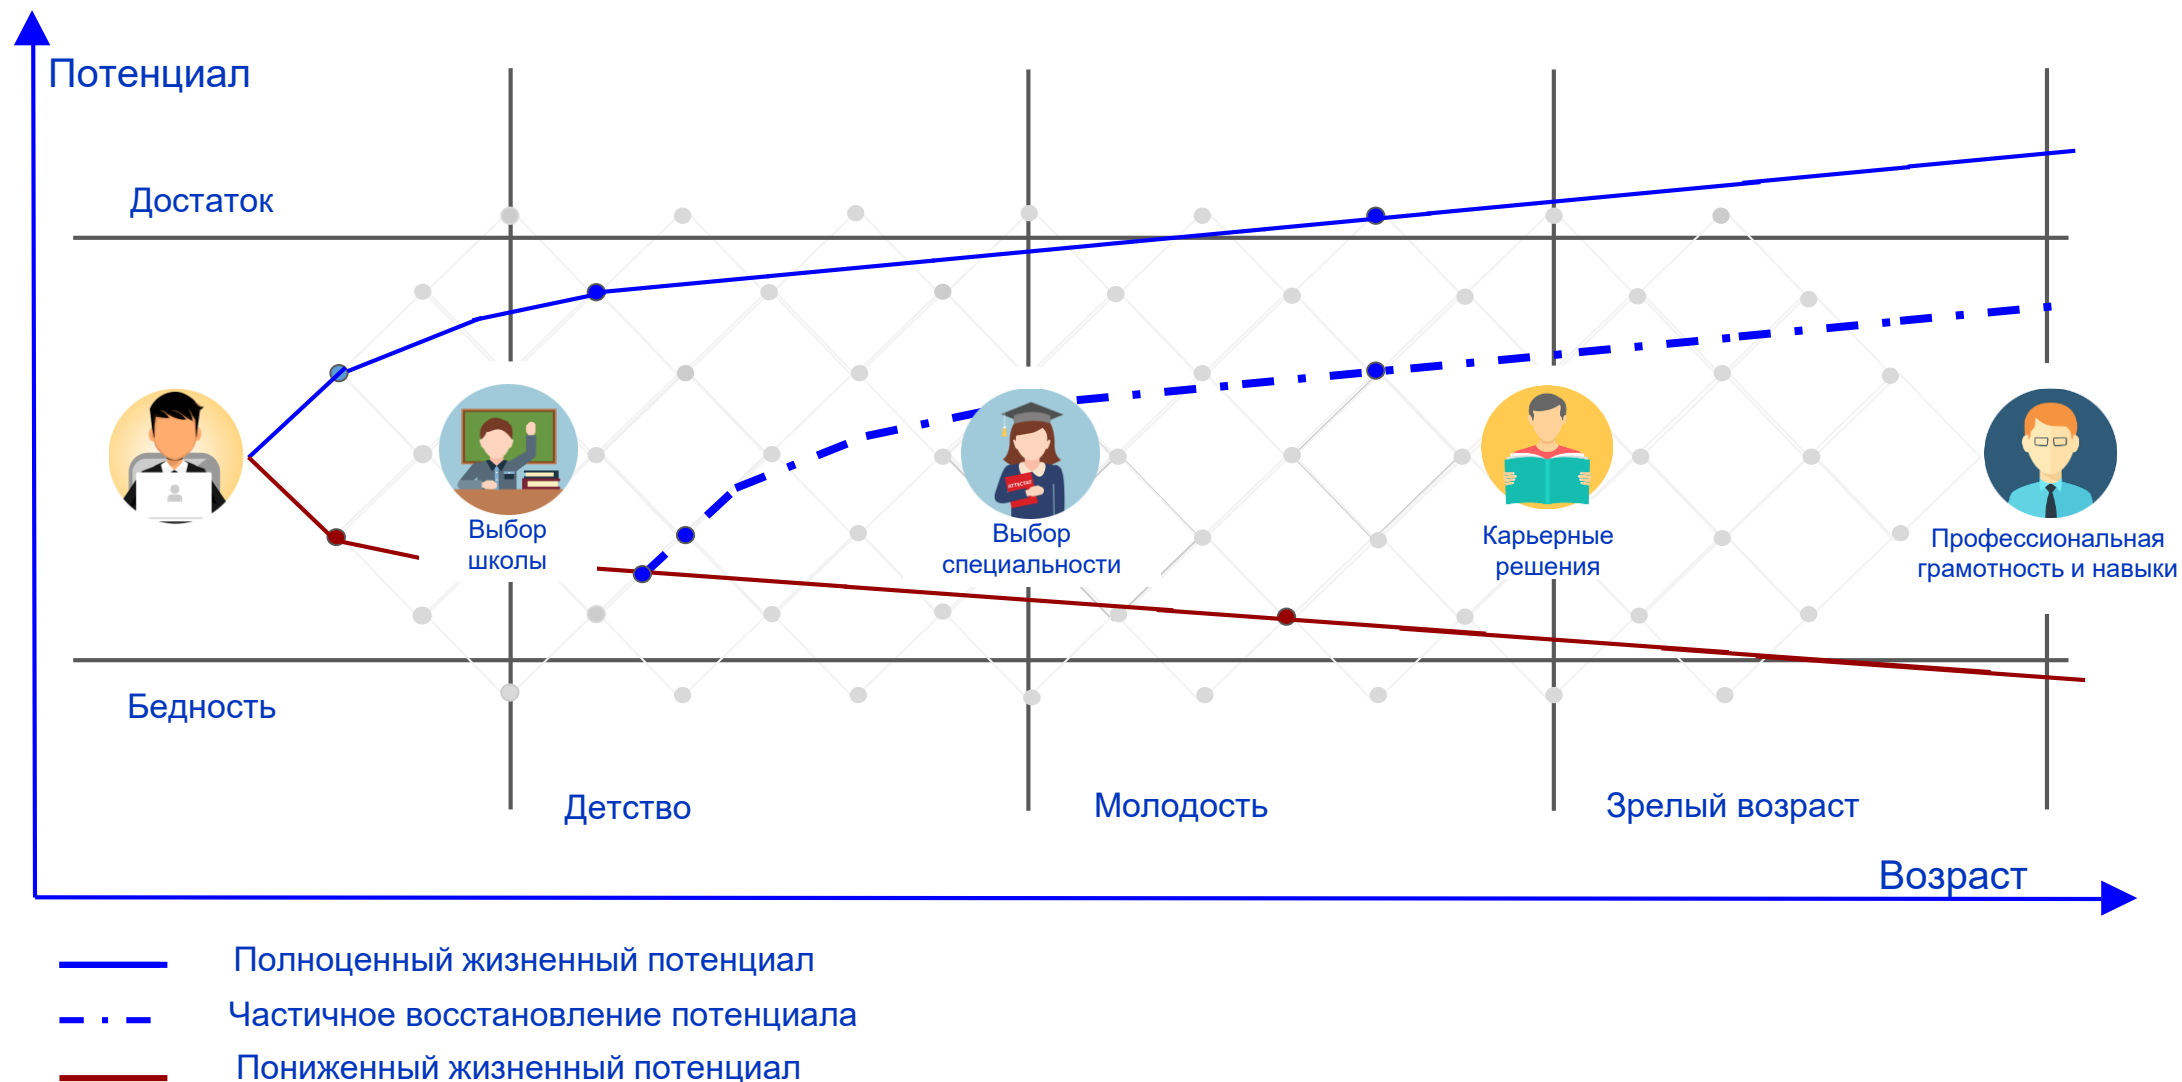 Потенциал
Достаток
АТТЕСТАТ
Выбор
школы
Выбор
специальности
Карьерные
решения
Профессиональная
грамотность и навыки
Бедность
Детство
Молодость
Зрелый возраст
Возраст
Полноценный жизненный потенциал
Частичное восстановление потенциала
Пониженный жизненный потенциал